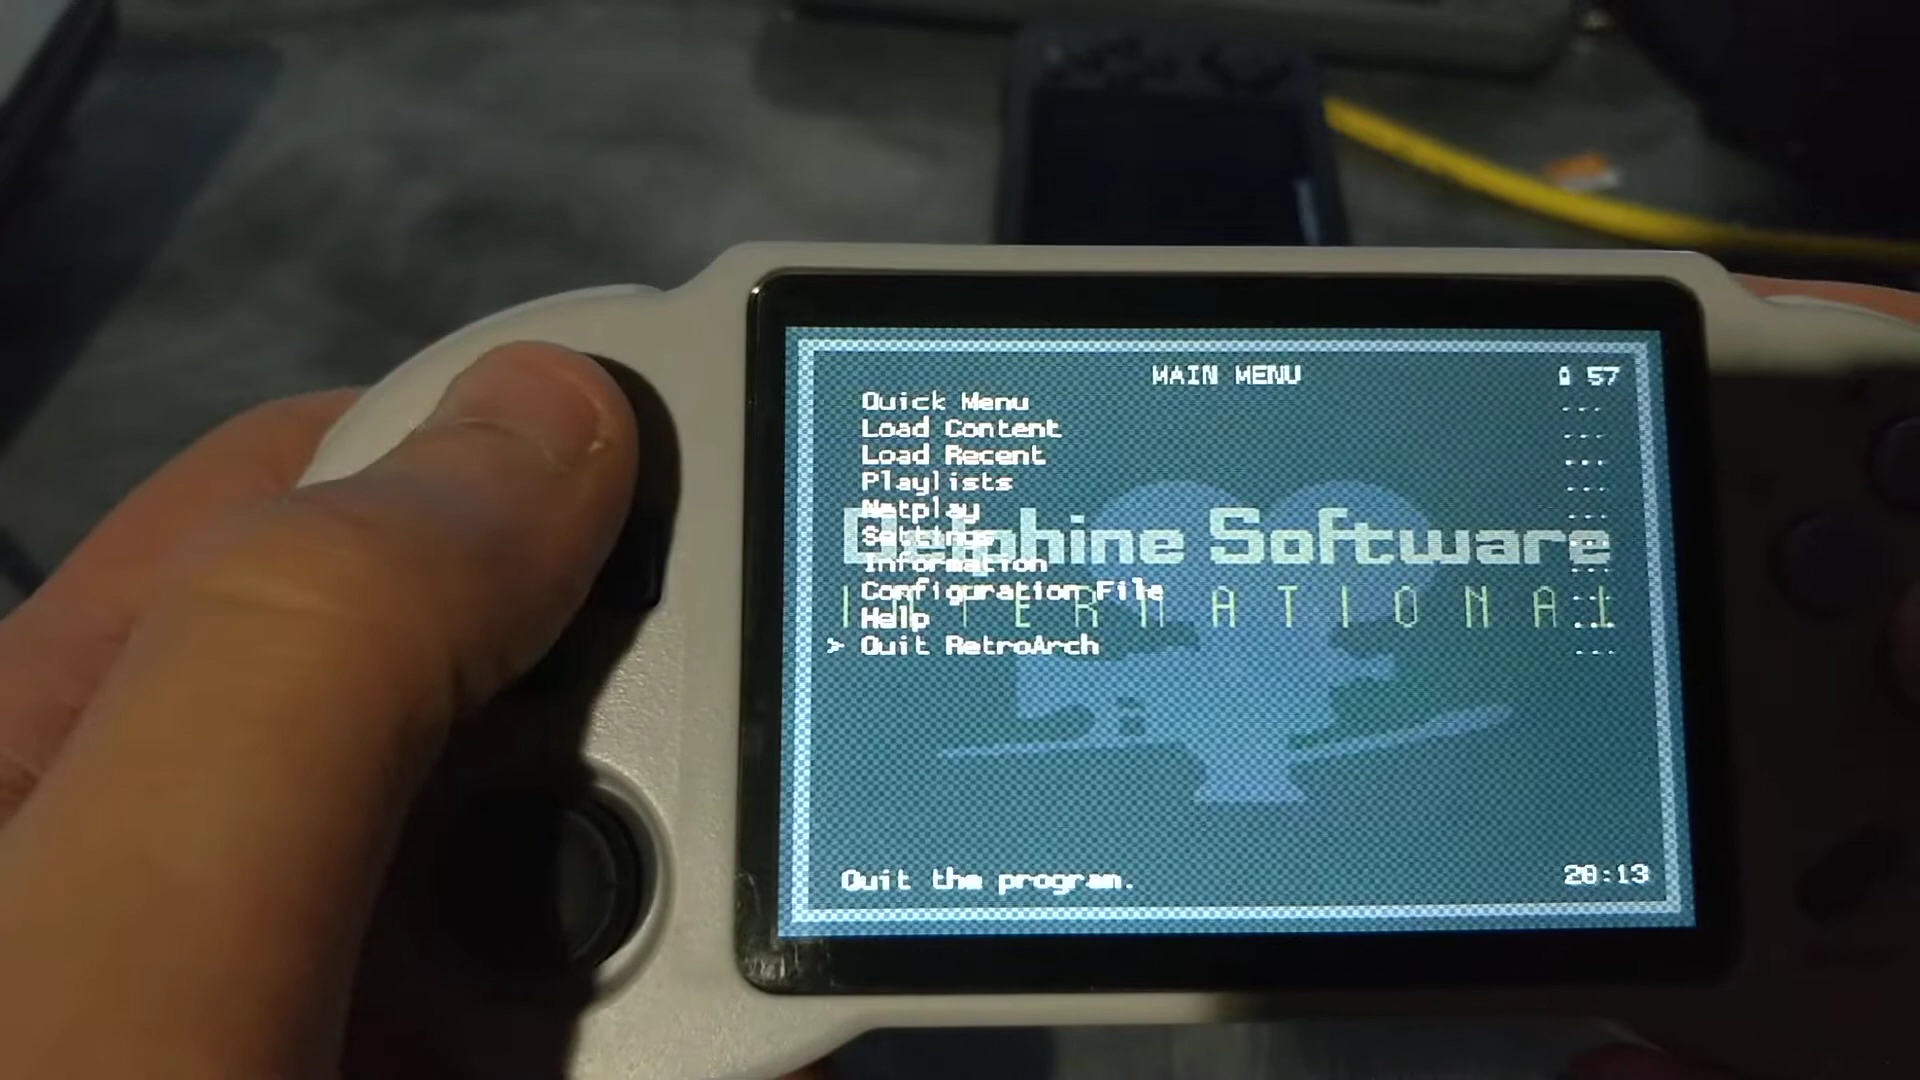 MAIN MENU 57
Quick Menu ...
Load Content ...
Load Recent ...
Playlists ...
Netplay ...
Settings ...
Information ...
Configuration File ...
Help ...
> Quit RetroArch ...
Delphine Software
INTERNATIONAL
Quit the program. 20:13